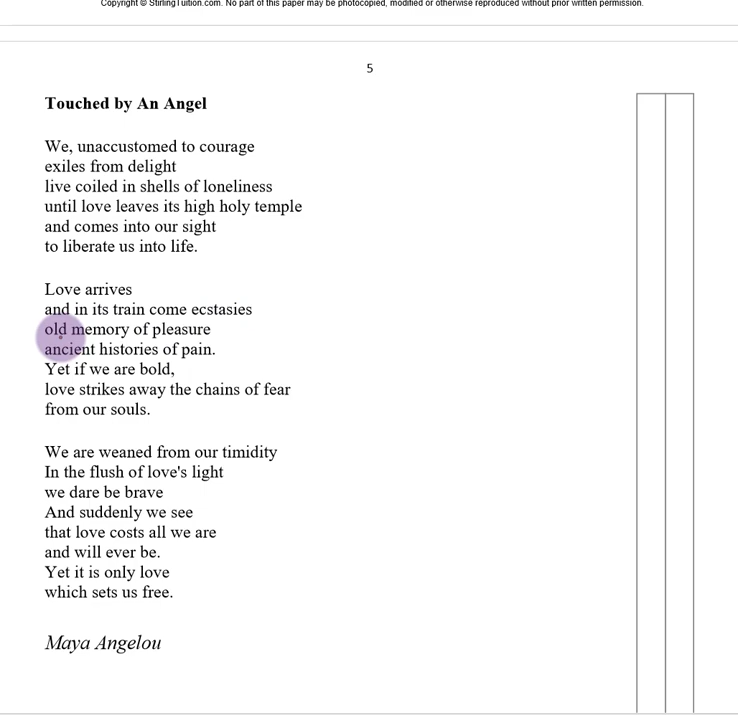 Copyright © StirlingTuition.com. No part of this paper may be photocopied, modified or otherwise reproduced without prior written permission.
5
Touched by An Angel
We, unaccustomed to courage
exiles from delight
live coiled in shells of loneliness
until love leaves its high holy temple
and comes into our sight
to liberate us into life.
Love arrives
and in its train come ecstasies
old memory of pleasure
ancient histories of pain.
Yet if we are bold,
love strikes away the chains of fear
from our souls.
We are weaned from our timidity
In the flush of love's light
we dare be brave
And suddenly we see
that love costs all we are
and will ever be.
Yet it is only love
which sets us free.
Maya Angelou